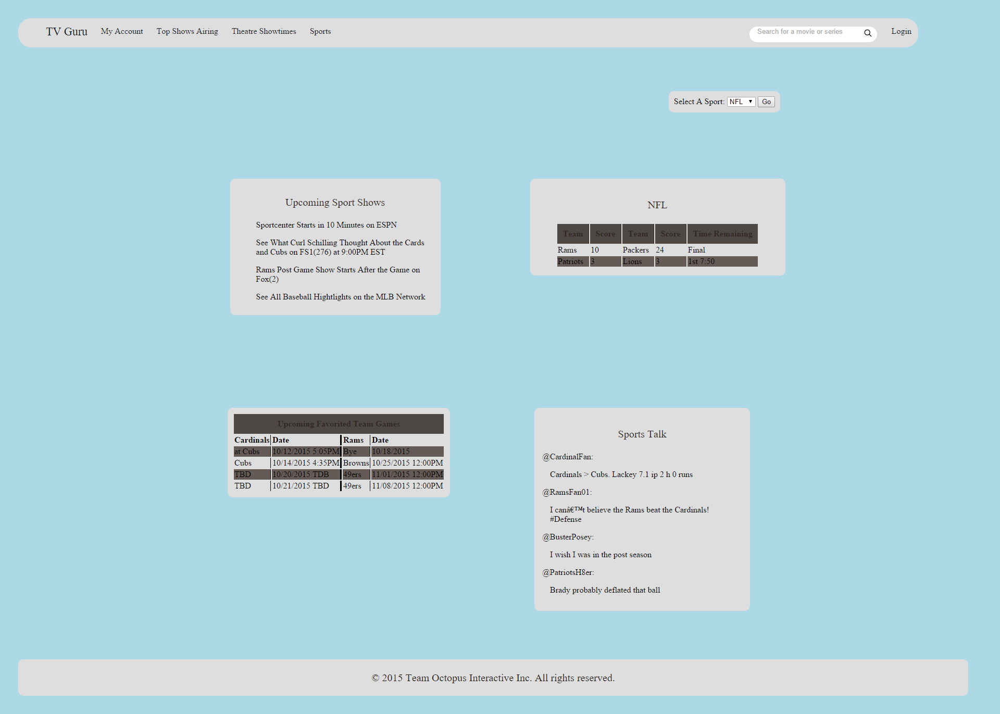 TV Guru My Account Top Shows Airing Theatre Showtimes Sports Search for a movie or series Login
Select A Sport: NFL Go
Upcoming Sport Shows
Sportcenter Starts in 10 Minutes on ESPN
See What Curl Schilling Thought About the Cards
and Cubs on FS1(276) at 9:00PM EST
Rams Post Game Show Starts After the Game on
Fox(2)
See All Baseball Hightlights on the MLB Network
NFL
Team Score Team Score Time Remaining
Rams 10 Packers 24 Final
Patriots 3 Lions 3 1st 7:50
Upcoming Favorited Team Games
Cardinals Date Rams Date
at Cubs 10/12/2015 5:05PM Bye 10/18/2015
Cubs 10/14/2015 4:35PM Browns 10/25/2015 12:00PM
TBD 10/20/2015 TDB 49ers 11/01/2015 12:00PM
TBD 10/21/2015 TBD 49ers 11/08/2015 12:00PM
Sports Talk
@CardinalFan:
Cardinals > Cubs. Lackey 7.1 ip 2 h 0 runs
@RamsFan01:
I canâ€™t believe the Rams beat the Cardinals!
#Defense
@BusterPosey:
I wish I was in the post season
@PatriotsH8er:
Brady probably deflated that ball
© 2015 Team Octopus Interactive Inc. All rights reserved.